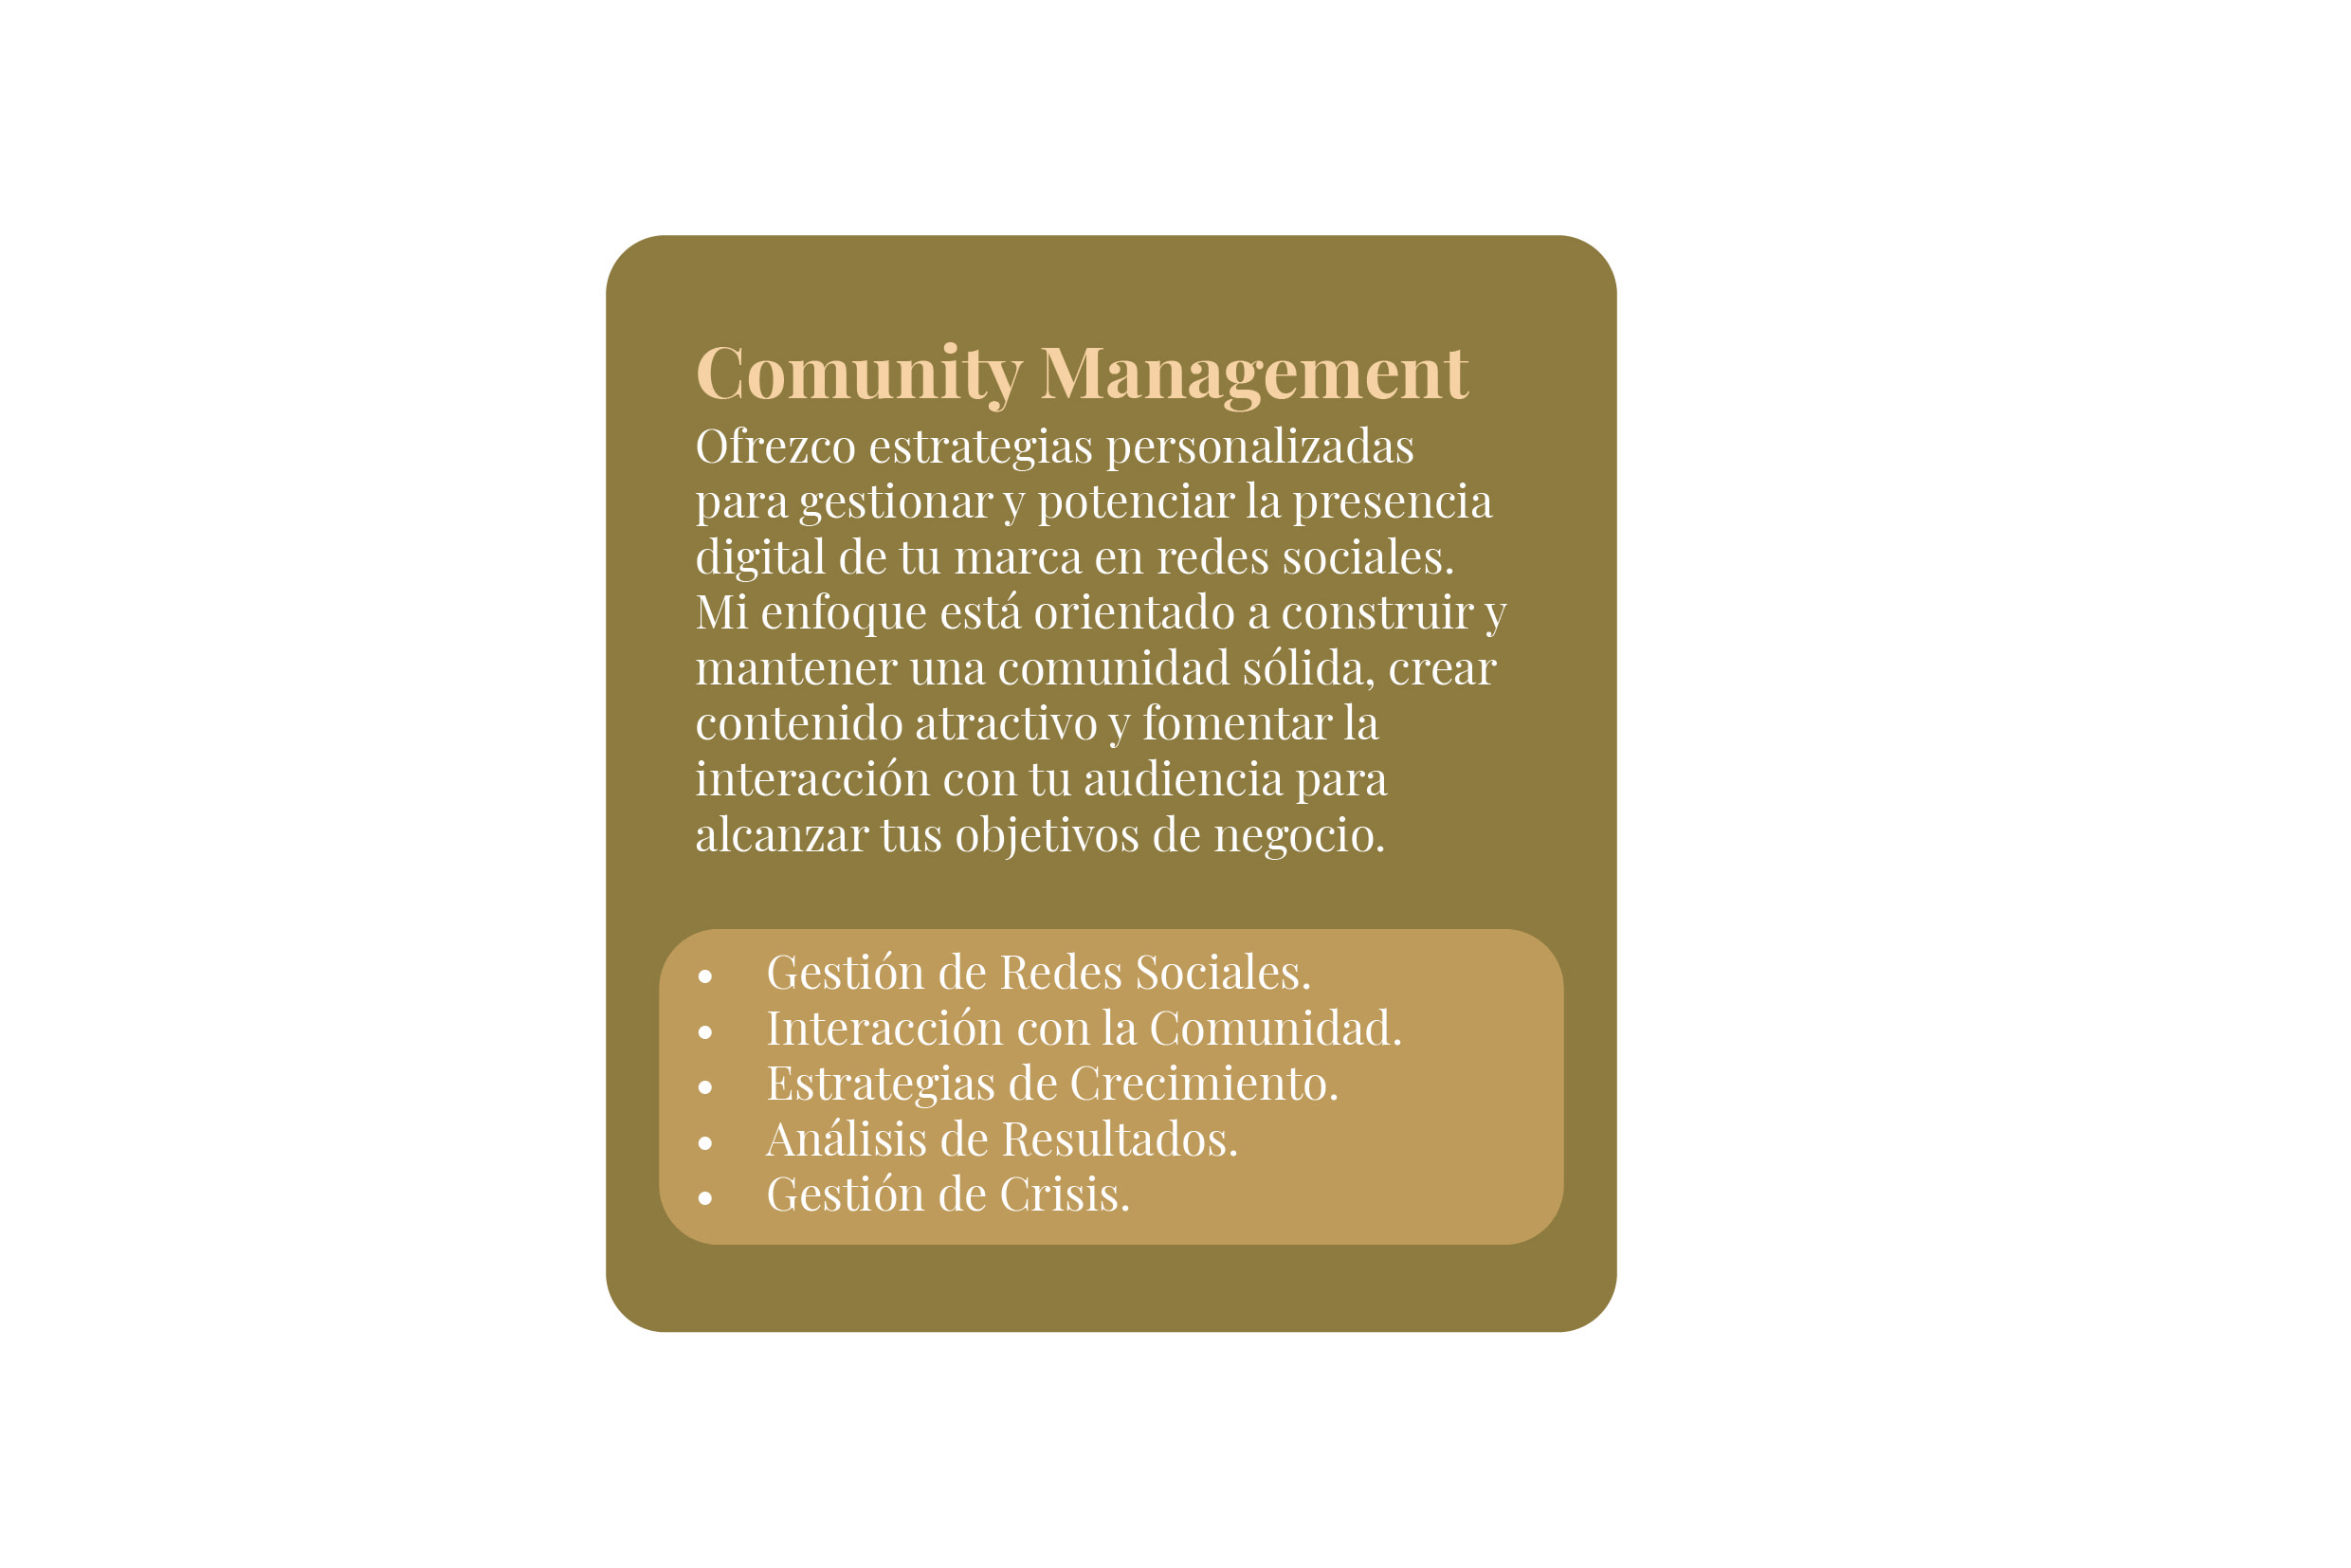 Comunity Management
Ofrezco estrategias personalizadas
para gestionar y potenciar la presencia
digital de tu marca en redes sociales.
Mi enfoque está orientado a construir y
mantener una comunidad sólida, crear
contenido atractivo y fomentar la
interacción con tu audiencia para
alcanzar tus objetivos de negocio.
• Gestión de Redes Sociales.
• Interacción con la Comunidad.
• Estrategias de Crecimiento.
• Análisis de Resultados.
• Gestión de Crisis.